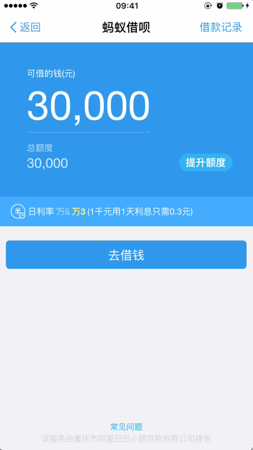 09:41
返回
蚂蚁借呗
借款记录
可借的钱(元)
30,000
总额度
30,000
提升额度
日利率 万5 万3 (1千元用1天利息只需0.3元)
去借钱
常见问题
该服务由重庆市阿里巴巴小额贷款有限公司提供